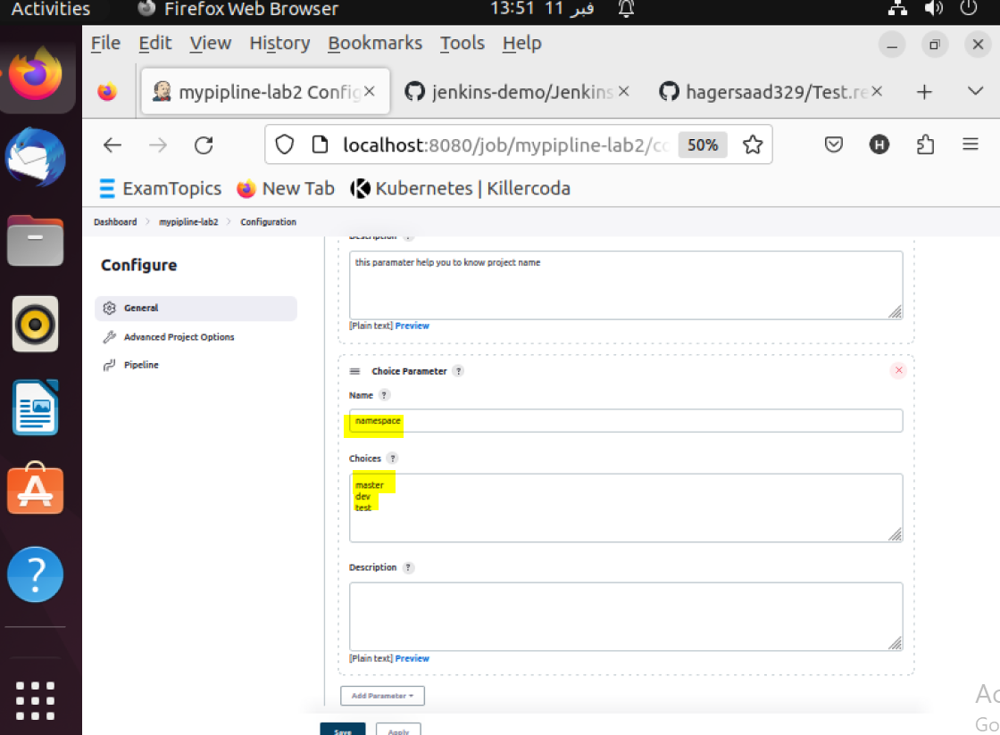 Activities
Firefox Web Browser
13:51 11 فبر
File Edit View History Bookmarks Tools Help
mypipline-lab2 Config
jenkins-demo/Jenkins
hagersaad329/Test.re
localhost:8080/job/mypipline-lab2/co
50%
H
ExamTopics
New Tab
Kubernetes | Killercoda
Dashboard > mypipline-lab2 > Configuration
Configure
General
Advanced Project Options
Pipeline
Description ?
this paramater help you to know project name
[Plain text] Preview
Choice Parameter ?
Name ?
namespace
Choices ?
master
dev
test
Description ?
[Plain text] Preview
Add Parameter
Save
Apply
Ac
Go